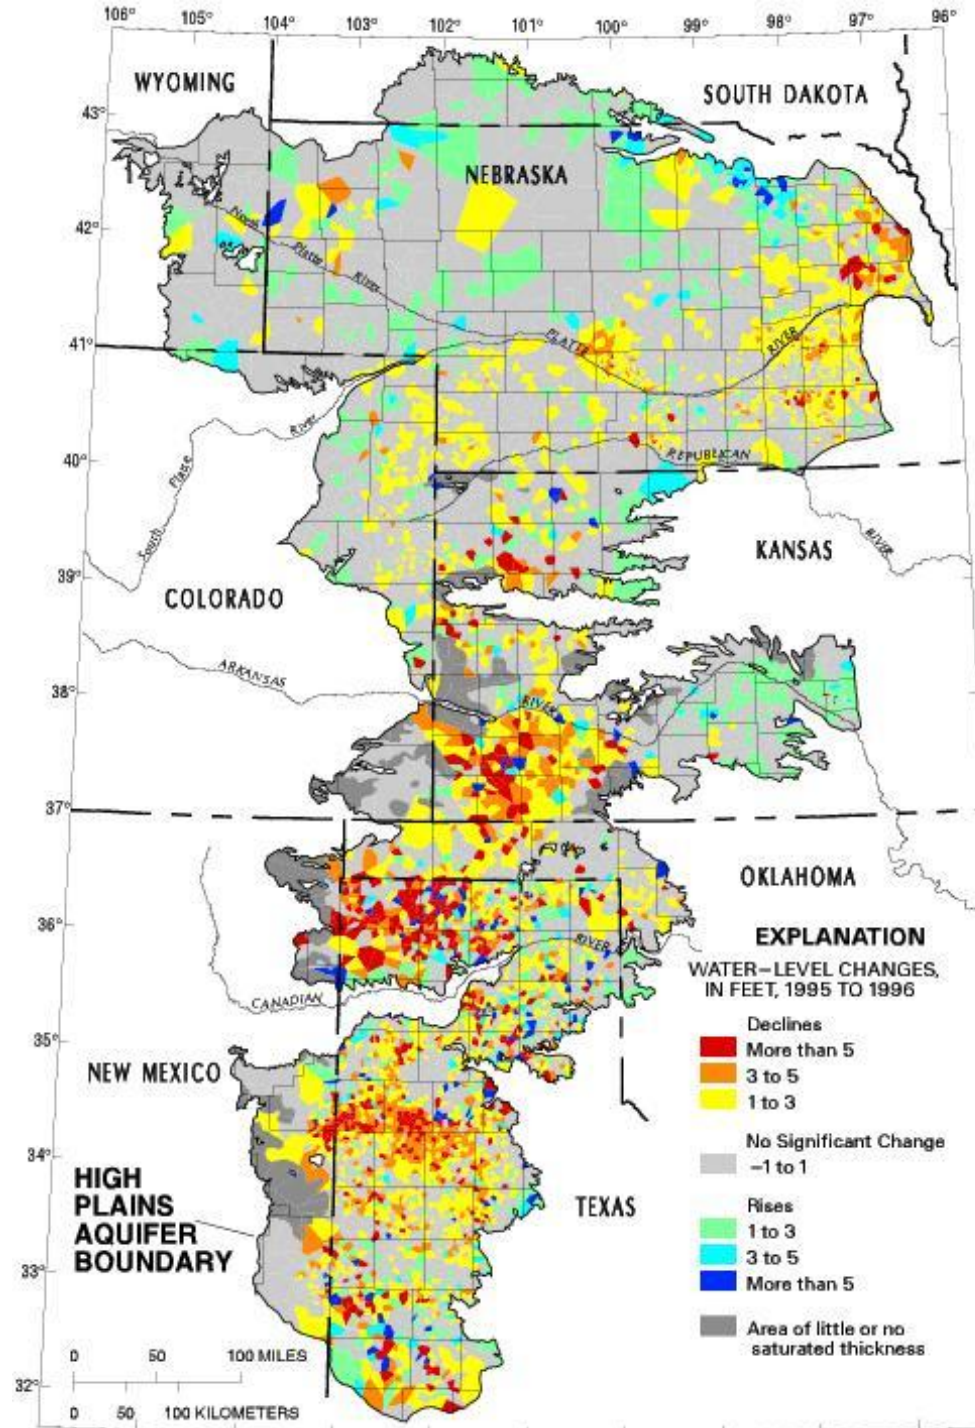 106° 105° 104° 103° 102° 101° 100° 99° 98° 97° 96°
WYOMING
SOUTH DAKOTA
43°
NEBRASKA
42°
North Platte River
41°
PLATTE
RIVER
South Platte River
40°
REPUBLICAN
RIVER
KANSAS
39°
COLORADO
ARKANSAS
RIVER
38°
37°
OKLAHOMA
36°
CANADIAN
RIVER
35°
NEW MEXICO
34°
HIGH
PLAINS
AQUIFER
BOUNDARY
TEXAS
33°
32°
0 50 100 MILES
0 50 100 KILOMETERS
EXPLANATION
WATER–LEVEL CHANGES,
IN FEET, 1995 TO 1996
Declines
More than 5
3 to 5
1 to 3
No Significant Change
–1 to 1
Rises
1 to 3
3 to 5
More than 5
Area of little or no
saturated thickness